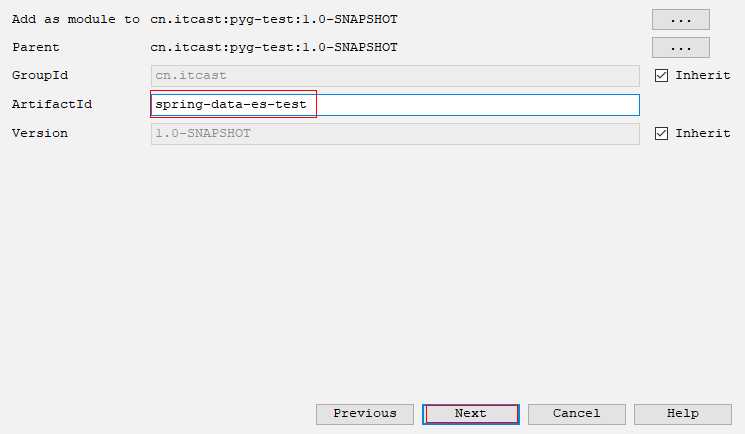 Add as module to cn.itcast:pyg-test:1.0-SNAPSHOT ...
Parent cn.itcast:pyg-test:1.0-SNAPSHOT ...
GroupId cn.itcast Inherit
ArtifactId spring-data-es-test
Version 1.0-SNAPSHOT Inherit
Previous Next Cancel Help